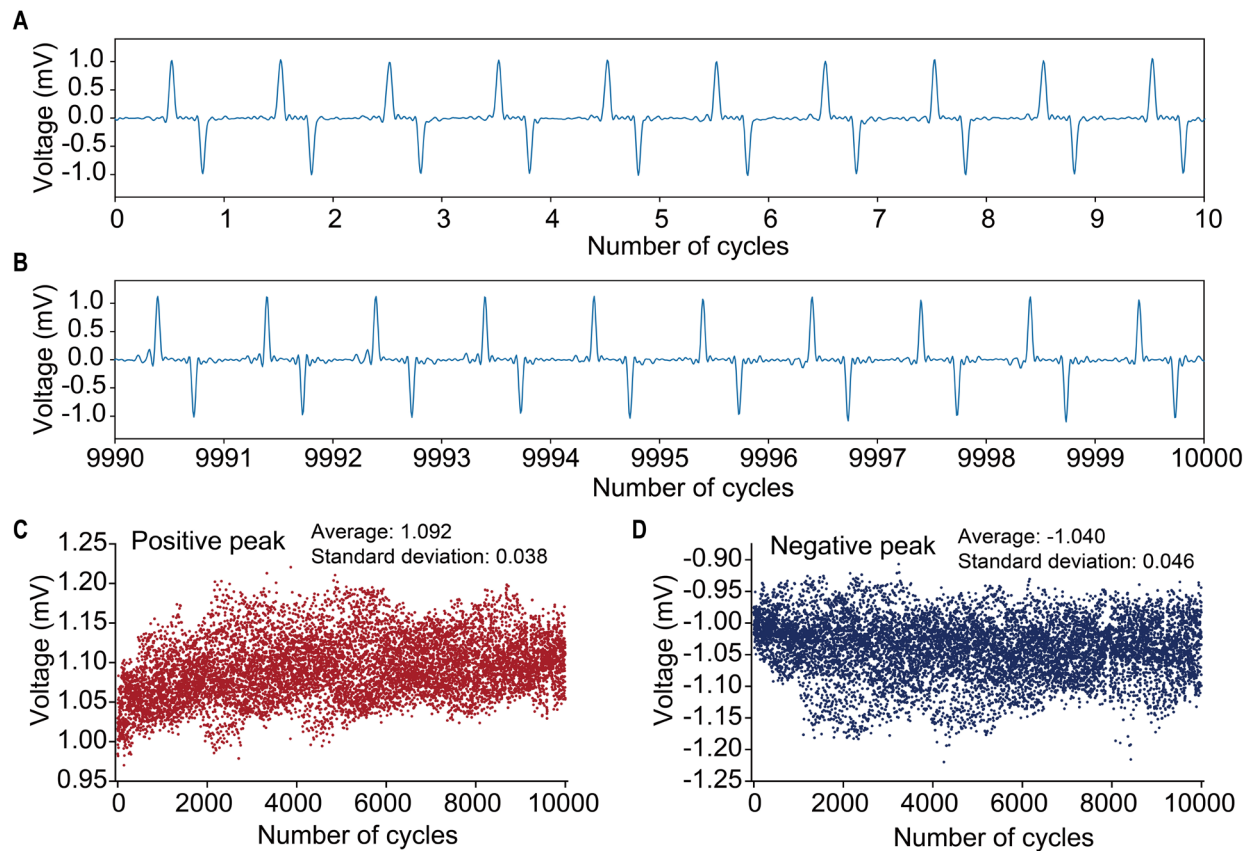 A
Voltage (mV)
1.0
0.5
0.0
-0.5
-1.0
0 1 2 3 4 5 6 7 8 9 10
Number of cycles
B
Voltage (mV)
1.0
0.5
0.0
-0.5
-1.0
9990 9991 9992 9993 9994 9995 9996 9997 9998 9999 10000
Number of cycles
C
Positive peak
Average: 1.092
Standard deviation: 0.038
Voltage (mV)
1.25
1.20
1.15
1.10
1.05
1.00
0.95
0 2000 4000 6000 8000 10000
Number of cycles
D
Negative peak
Average: -1.040
Standard deviation: 0.046
Voltage (mV)
-0.90
-0.95
-1.00
-1.05
-1.10
-1.15
-1.20
-1.25
0 2000 4000 6000 8000 10000
Number of cycles